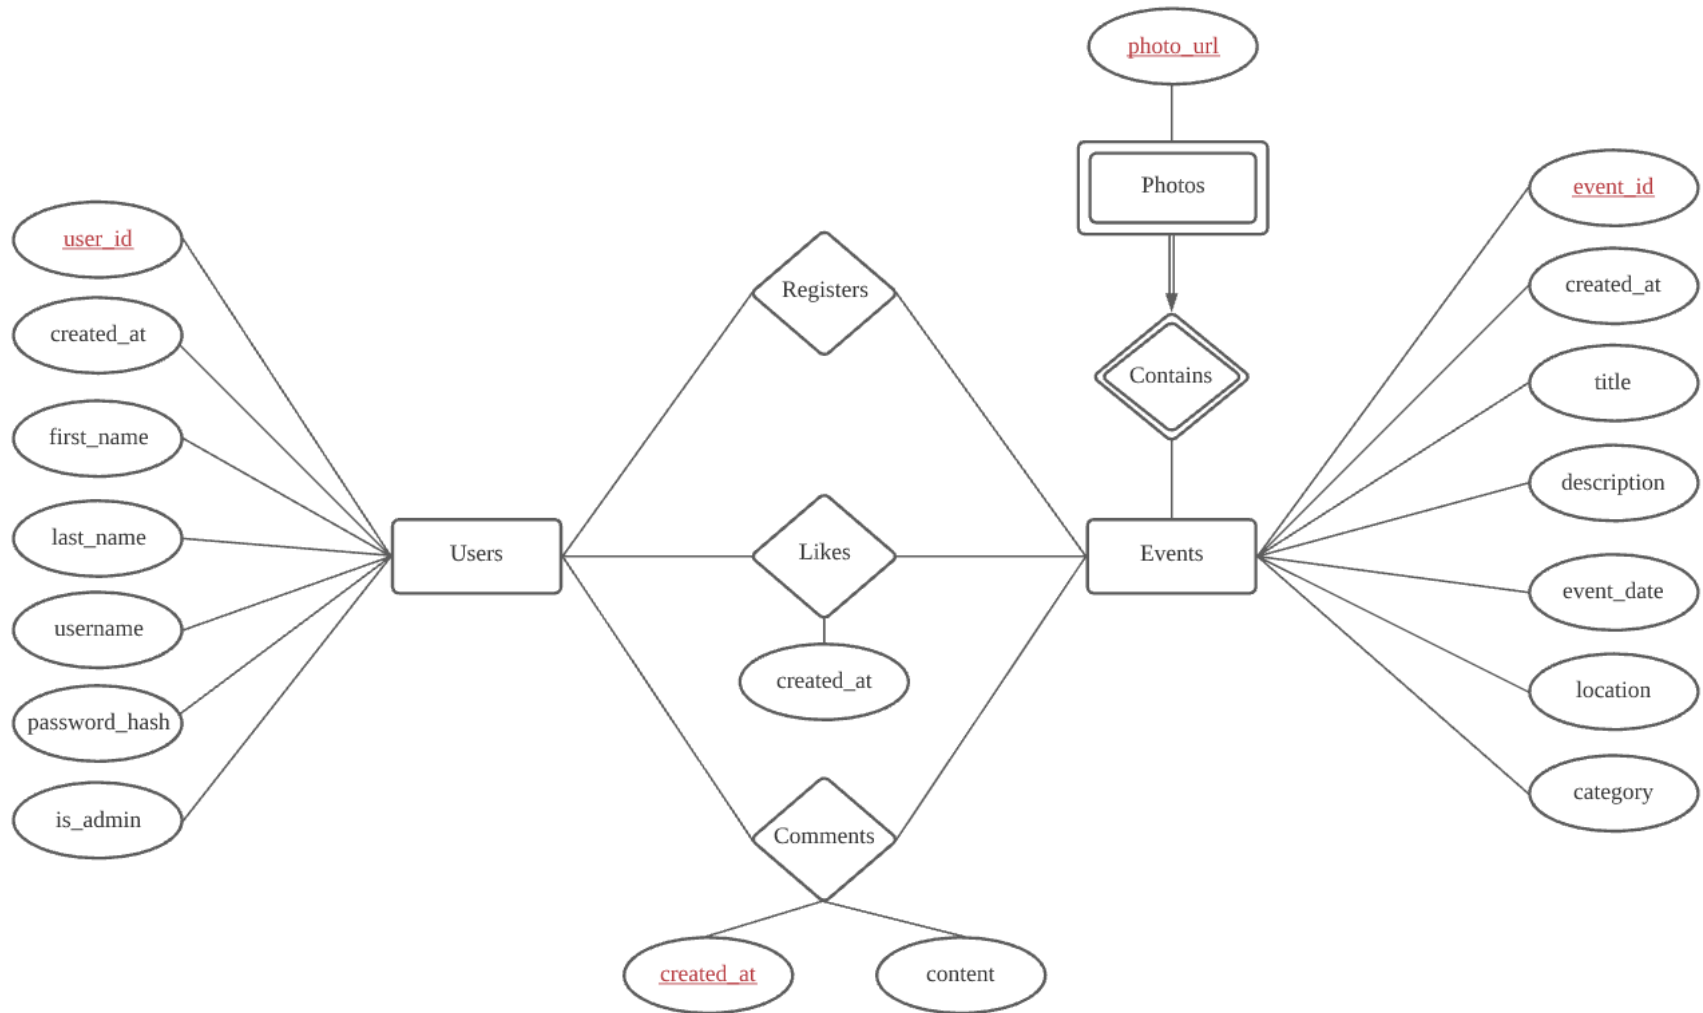 photo_url
Photos
event_id
user_id
Registers
created_at
created_at
Contains
title
first_name
description
last_name
Users
Likes
Events
event_date
username
created_at
location
password_hash
category
is_admin
Comments
created_at
content